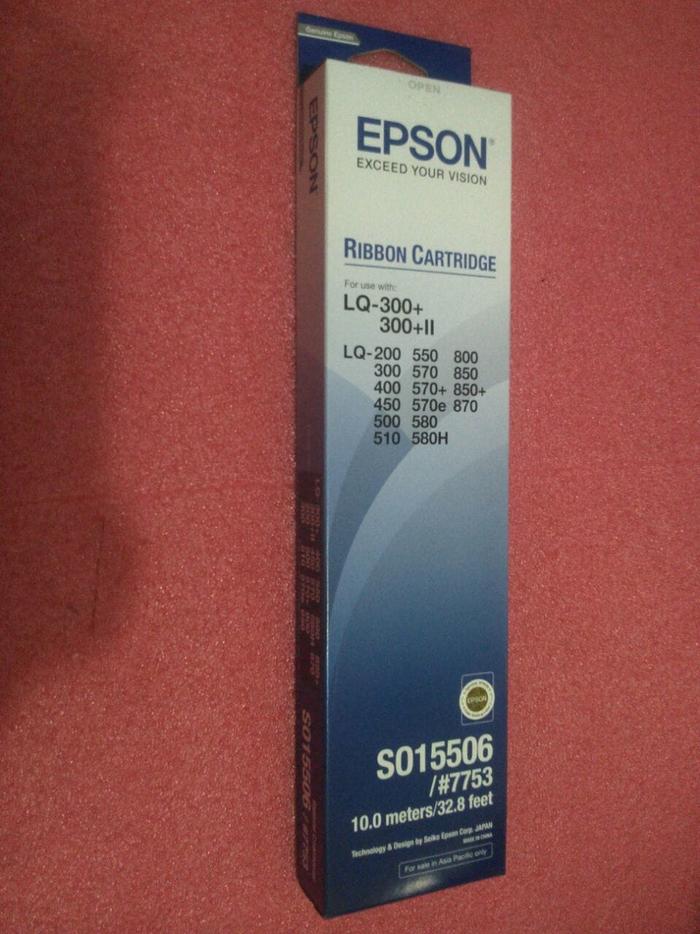 Genuine Epson
OPEN
EPSON
EPSON®
EXCEED YOUR VISION
RIBBON CARTRIDGE
For use with:
LQ-300+
300+II
LQ-200 550 800
300 570 850
400 570+ 850+
450 570e 870
500 580
510 580H
EPSON
S015506
/#7753
10.0 meters/32.8 feet
Technology & Design by Seiko Epson Corp. JAPAN
MADE IN CHINA
For sale in Asia Pacific only
S015506 / #7753